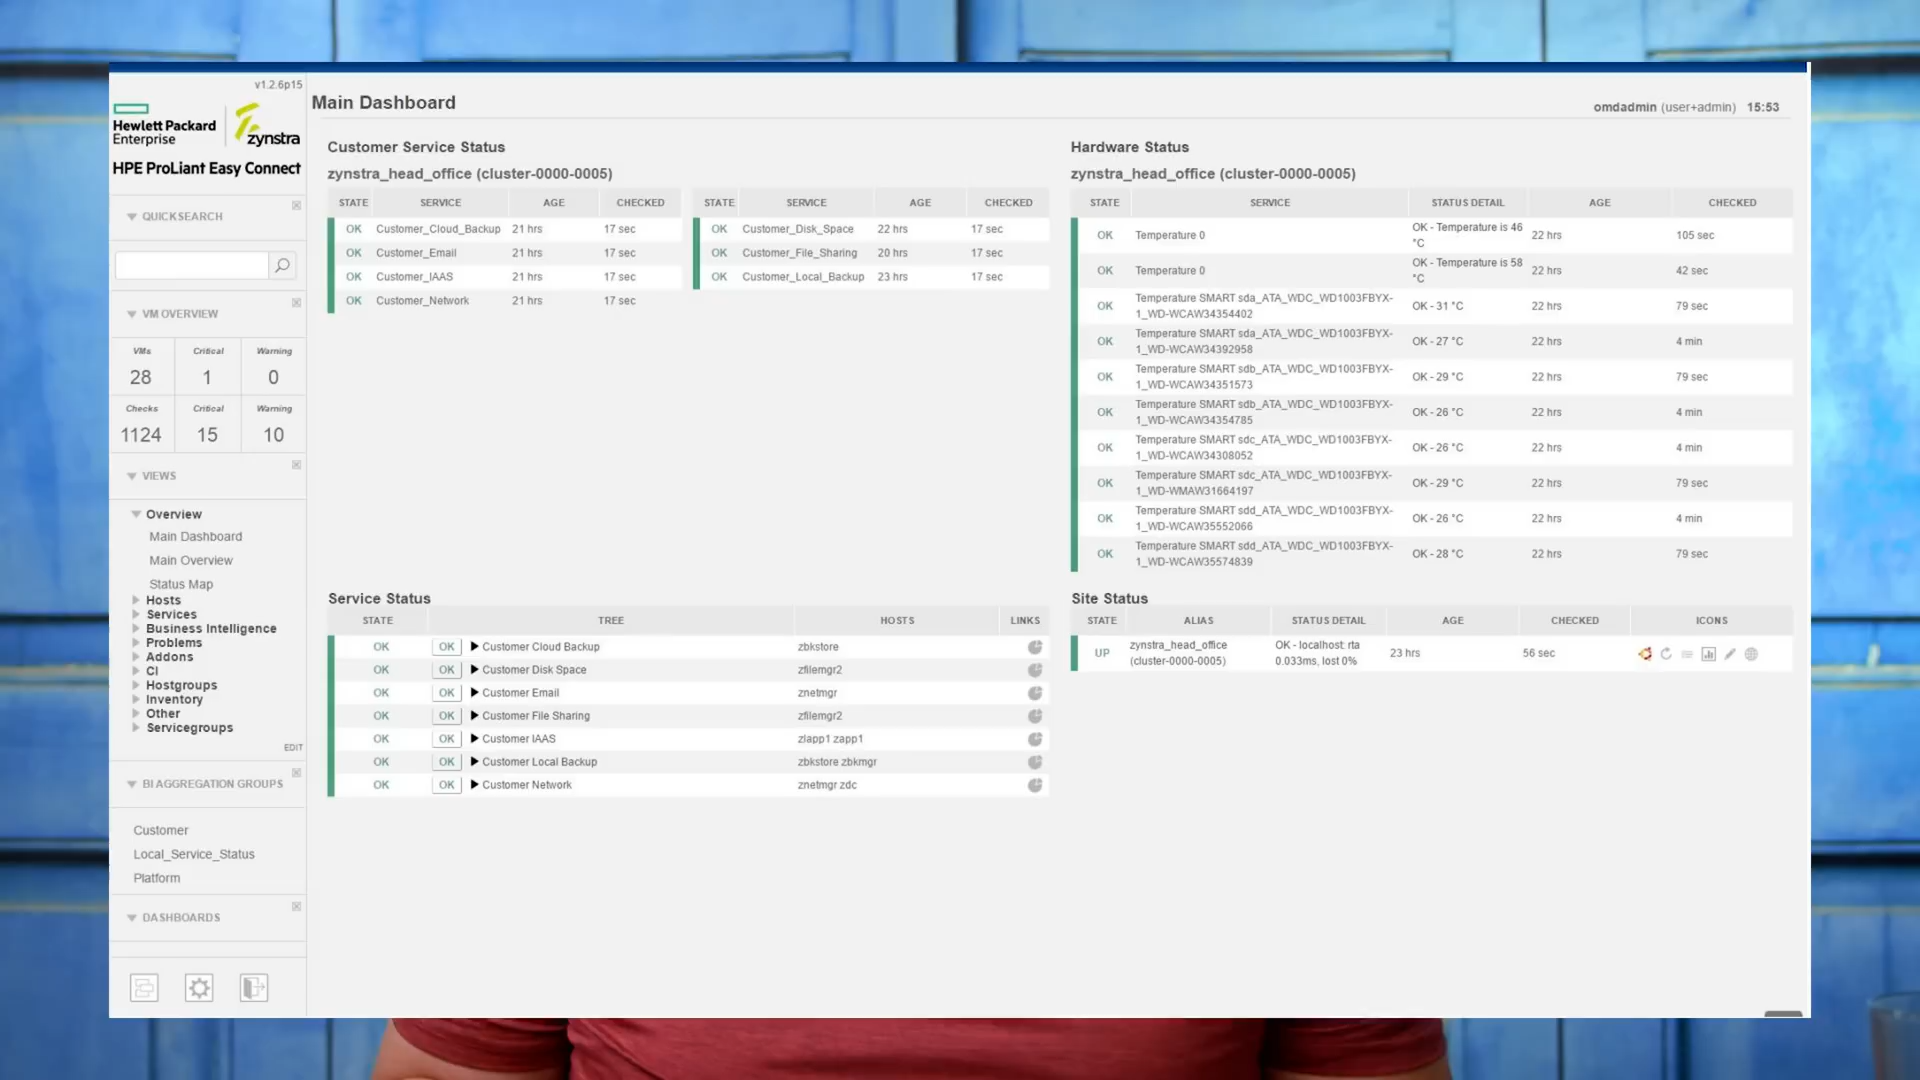 v1.2.6p15
Hewlett Packard
Enterprise
zynstra
HPE ProLiant Easy Connect
QUICKSEARCH
VM OVERVIEW
VMs Critical Warning
28 1 0
Checks Critical Warning
1124 15 10
VIEWS
Overview
Main Dashboard
Main Overview
Status Map
Hosts
Services
Business Intelligence
Problems
Addons
CI
Hostgroups
Inventory
Other
Servicegroups
EDIT
BI AGGREGATION GROUPS
Customer
Local_Service_Status
Platform
DASHBOARDS
Main Dashboard
omdadmin (user+admin) 15:53
Customer Service Status
zynstra_head_office (cluster-0000-0005)
STATE SERVICE AGE CHECKED STATE SERVICE AGE CHECKED
OK Customer_Cloud_Backup 21 hrs 17 sec OK Customer_Disk_Space 22 hrs 17 sec
OK Customer_Email 21 hrs 17 sec OK Customer_File_Sharing 20 hrs 17 sec
OK Customer_IAAS 21 hrs 17 sec OK Customer_Local_Backup 23 hrs 17 sec
OK Customer_Network 21 hrs 17 sec
Hardware Status
zynstra_head_office (cluster-0000-0005)
STATE SERVICE STATUS DETAIL AGE CHECKED
OK Temperature 0 OK - Temperature is 46 22 hrs 105 sec
°C
OK Temperature 0 OK - Temperature is 58 22 hrs 42 sec
°C
OK Temperature SMART sda_ATA_WDC_WD1003FBYX- OK - 31 °C 22 hrs 79 sec
1_WD-WCAW34354402
OK Temperature SMART sda_ATA_WDC_WD1003FBYX- OK - 27 °C 22 hrs 4 min
1_WD-WCAW34392958
OK Temperature SMART sdb_ATA_WDC_WD1003FBYX- OK - 29 °C 22 hrs 79 sec
1_WD-WCAW34351573
OK Temperature SMART sdb_ATA_WDC_WD1003FBYX- OK - 26 °C 22 hrs 4 min
1_WD-WCAW34354785
OK Temperature SMART sdc_ATA_WDC_WD1003FBYX- OK - 26 °C 22 hrs 4 min
1_WD-WCAW34308052
OK Temperature SMART sdc_ATA_WDC_WD1003FBYX- OK - 29 °C 22 hrs 79 sec
1_WD-WMAW31664197
OK Temperature SMART sdd_ATA_WDC_WD1003FBYX- OK - 26 °C 22 hrs 4 min
1_WD-WCAW35552066
OK Temperature SMART sdd_ATA_WDC_WD1003FBYX- OK - 28 °C 22 hrs 79 sec
1_WD-WCAW35574839
Service Status
STATE TREE HOSTS LINKS
OK OK Customer Cloud Backup zbkstore
OK OK Customer Disk Space zfilemgr2
OK OK Customer Email znetmgr
OK OK Customer File Sharing zfilemgr2
OK OK Customer IAAS zlapp1 zapp1
OK OK Customer Local Backup zbkstore zbkmgr
OK OK Customer Network znetmgr zdc
Site Status
STATE ALIAS STATUS DETAIL AGE CHECKED ICONS
UP zynstra_head_office OK - localhost: rta 23 hrs 56 sec
(cluster-0000-0005) 0.033ms, lost 0%